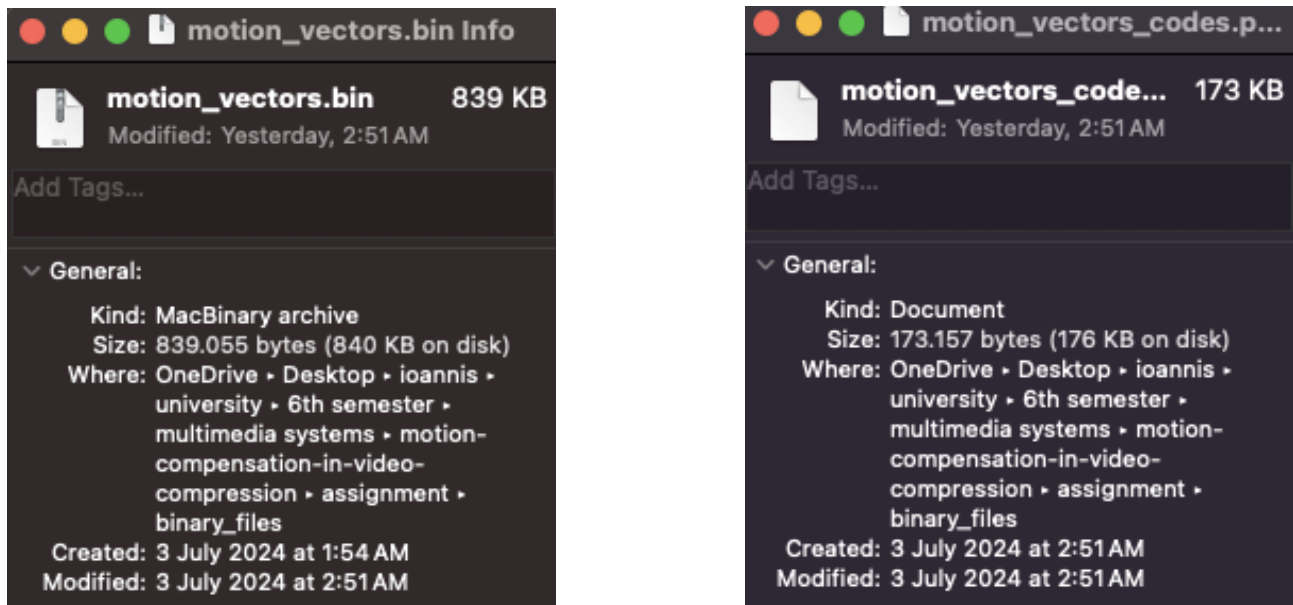 motion_vectors.bin Info
motion_vectors.bin 839 KB
Modified: Yesterday, 2:51 AM
Add Tags...
General:
Kind: MacBinary archive
Size: 839.055 bytes (840 KB on disk)
Where: OneDrive ▸ Desktop ▸ ioannis ▸
university ▸ 6th semester ▸
multimedia systems ▸ motion-
compensation-in-video-
compression ▸ assignment ▸
binary_files
Created: 3 July 2024 at 1:54 AM
Modified: 3 July 2024 at 2:51 AM
motion_vectors_codes.p...
motion_vectors_code... 173 KB
Modified: Yesterday, 2:51 AM
Add Tags...
General:
Kind: Document
Size: 173.157 bytes (176 KB on disk)
Where: OneDrive ▸ Desktop ▸ ioannis ▸
university ▸ 6th semester ▸
multimedia systems ▸ motion-
compensation-in-video-
compression ▸ assignment ▸
binary_files
Created: 3 July 2024 at 2:51 AM
Modified: 3 July 2024 at 2:51 AM